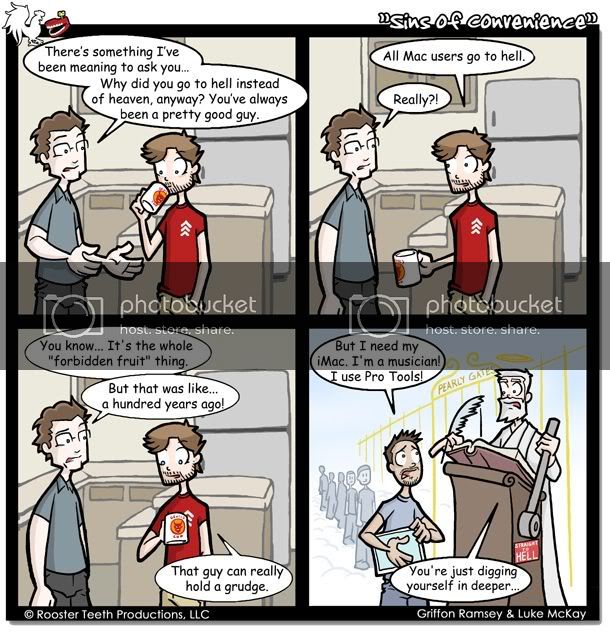 "Sins of convenience"
There's something I've
been meaning to ask you...
Why did you go to hell instead
of heaven, anyway? You've always
been a pretty good guy.
All Mac users go to hell.
Really?!
photobucket
host. store. share.
photobucket
host. store. share.
You know... It's the whole
"forbidden fruit" thing.
But that was like...
a hundred years ago!
That guy can really
hold a grudge.
But I need my
iMac. I'm a musician!
I use Pro Tools!
PEARLY GATES
STRAIGHT
TO
HELL
You're just digging
yourself in deeper...
© Rooster Teeth Productions, LLC
Griffon Ramsey & Luke McKay